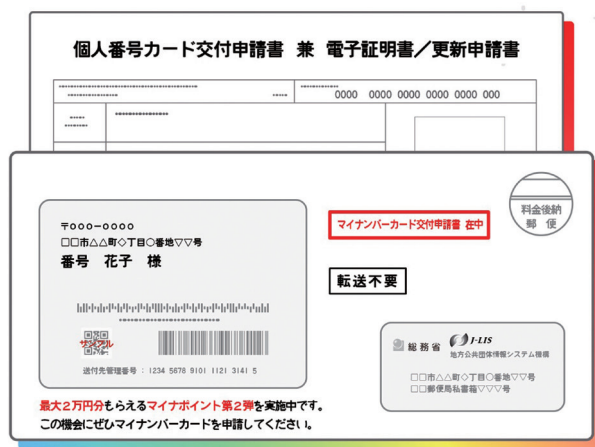 個人番号カード交付申請書 兼 電子証明書／更新申請書
0000 0000 0000 0000 0000 000
料金後納
郵便
マイナンバーカード交付申請書 在中
〒000-0000
□□市△△町◇丁目○番地▽▽号
番号 花子 様
転送不要
サンプル
送付先管理番号：1234 5678 9101 1121 3141 5
総務省
J-LIS
地方公共団体情報システム機構
□□市△△町◇丁目○番地▽▽号
□□郵便局私書箱▽▽▽号
最大2万円分もらえるマイナポイント第2弾を実施中です。
この機会にぜひマイナンバーカードを申請してください。